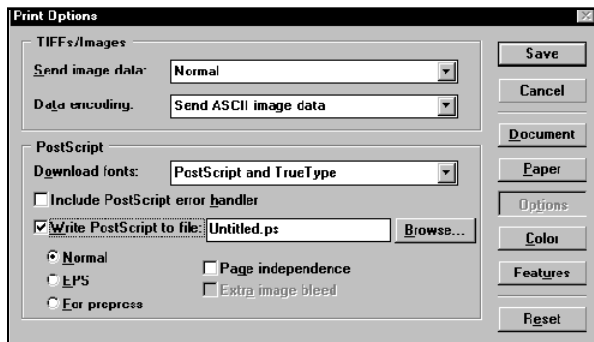 Print Options
TIFFs/Images
Send image data: Normal
Data encoding: Send ASCII image data
PostScript
Download fonts: PostScript and TrueType
Include PostScript error handler
Write PostScript to file: Untitled.ps Browse...
Normal
EPS
For prepress
Page independence
Extra image bleed
Save
Cancel
Document
Paper
Options
Color
Features
Reset